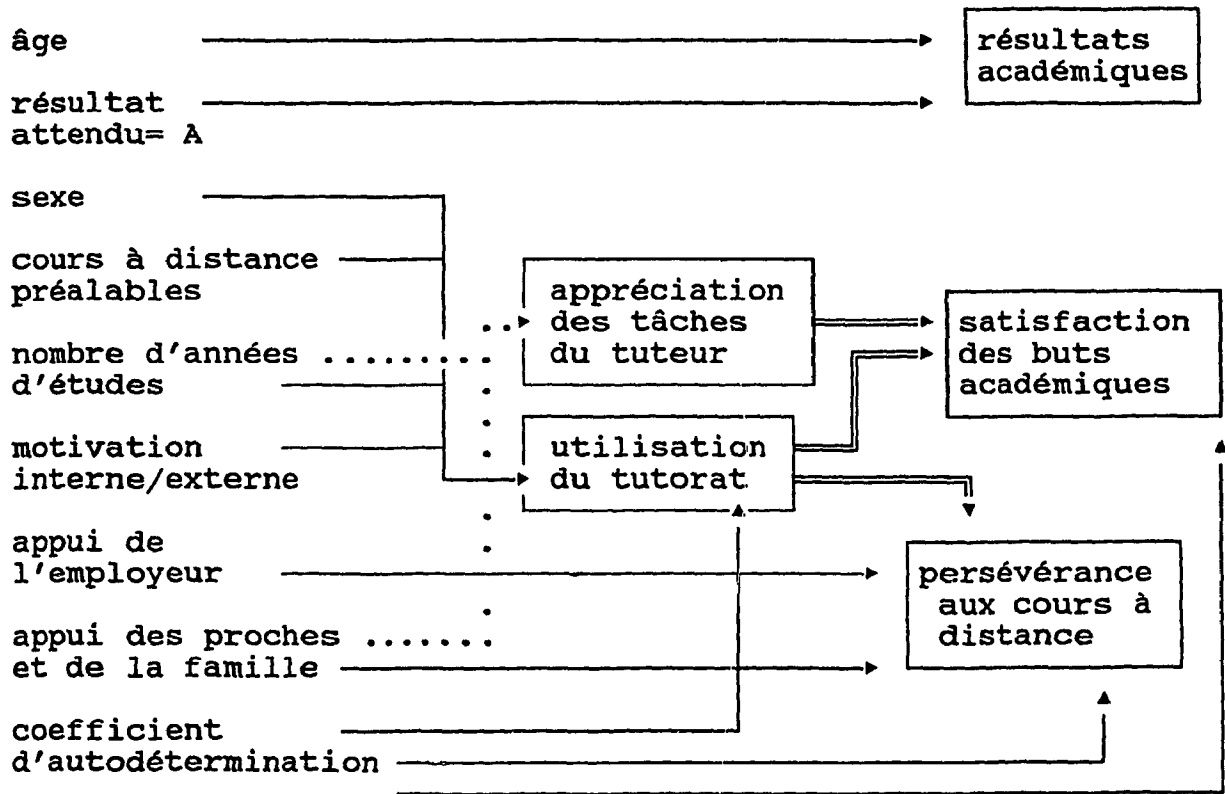 âge
résultats
académiques
résultat
attendu= A
sexe
cours à distance
préalables
appréciation
des tâches
du tuteur
satisfaction
des buts
académiques
nombre d'années
d'études
motivation
interne/externe
utilisation
du tutorat
appui de
l'employeur
persévérance
aux cours à
distance
appui des proches
et de la famille
coefficient
d'autodétermination